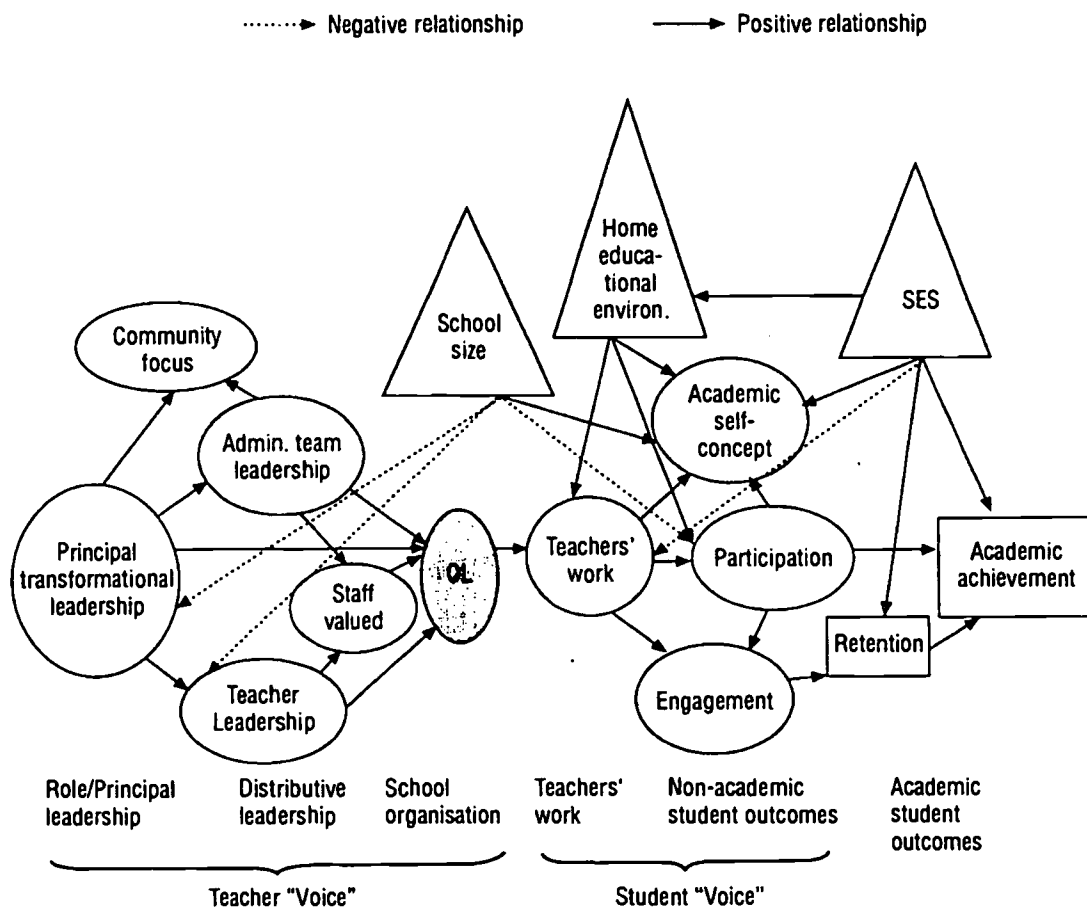 Negative relationship
Positive relationship
Home
educa-
tional
environ.
SES
School
size
Community
focus
Academic
self-
concept
Admin. team
leadership
Principal
transformational
leadership
OL
Teachers'
work
Participation
Academic
achievement
Staff
valued
Retention
Teacher
Leadership
Engagement
Role/Principal
leadership
Distributive
leadership
School
organisation
Teachers'
work
Non-academic
student outcomes
Academic
student
outcomes
Teacher "Voice"
Student "Voice"